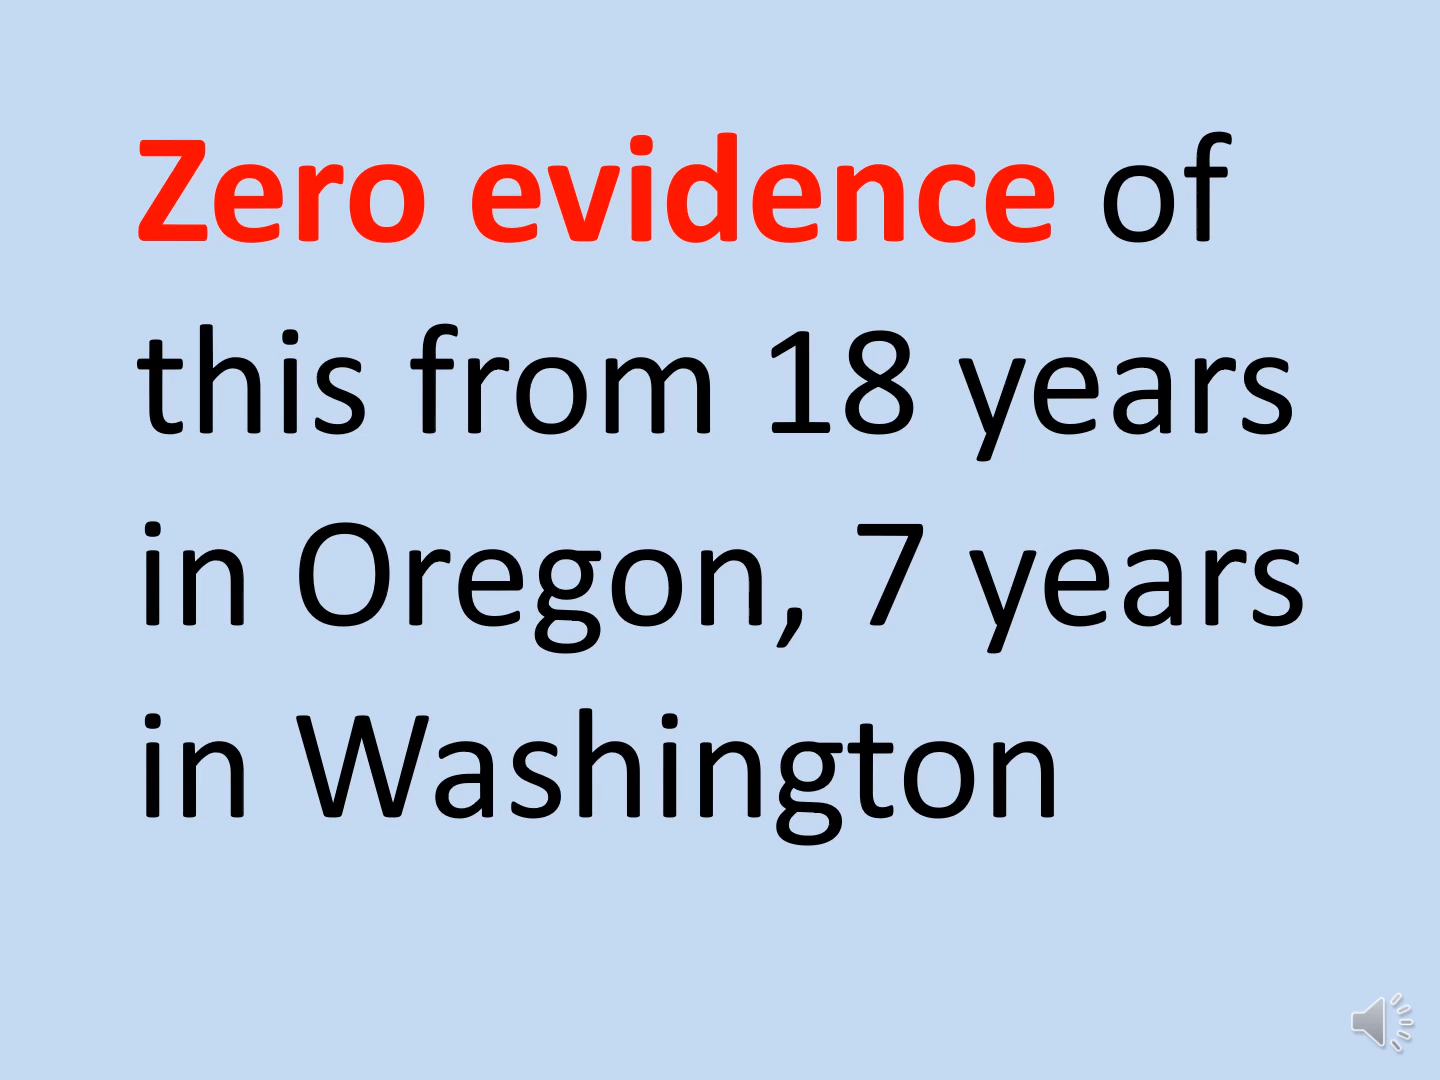 Zero evidence of
this from 18 years
in Oregon, 7 years
in Washington